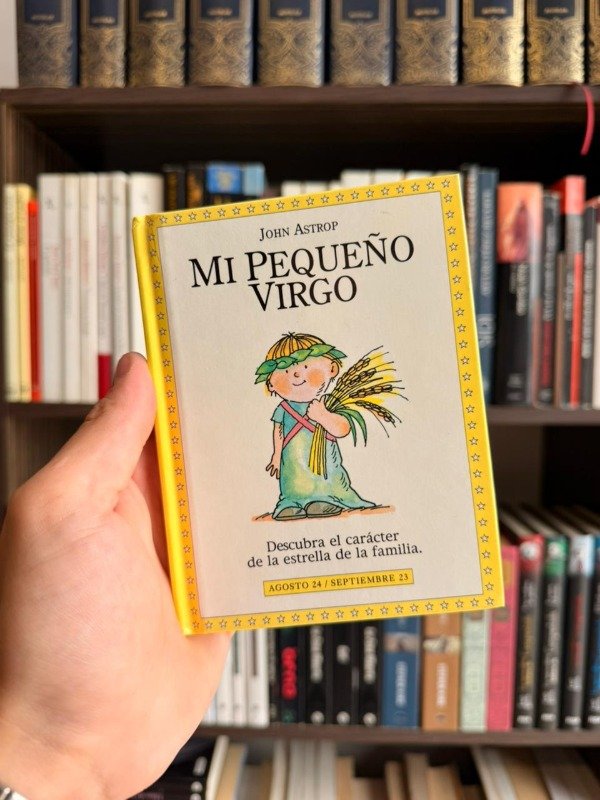 JOHN ASTROP
MI PEQUEÑO
VIRGO
Descubra el carácter
de la estrella de la familia.
AGOSTO 24 / SEPTIEMBRE 23